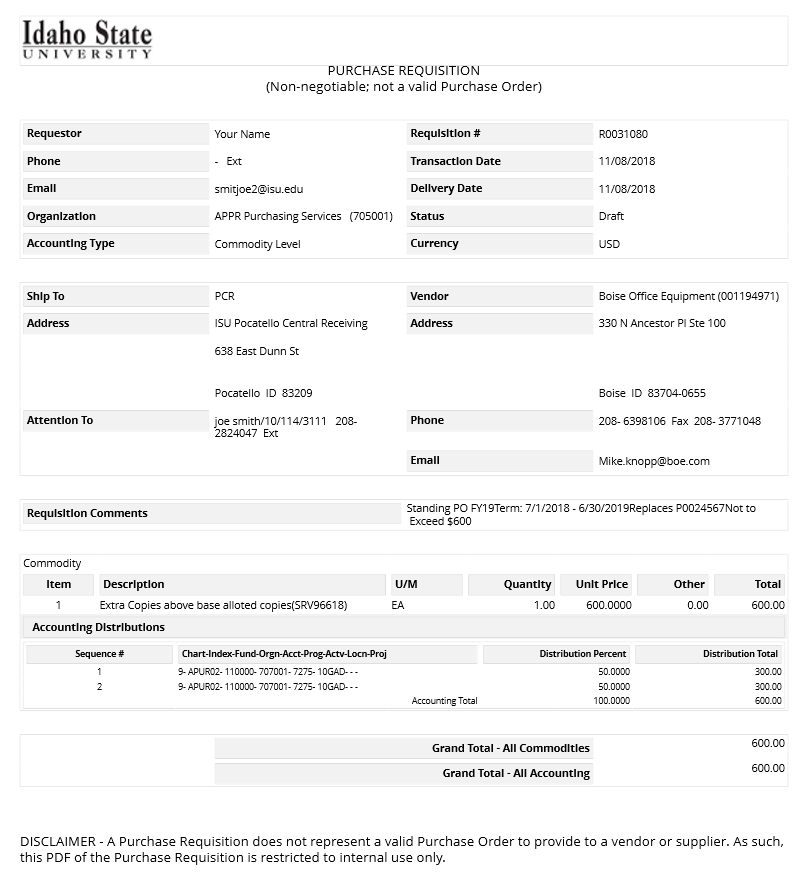 Idaho State
UNIVERSITY
PURCHASE REQUISITION
(Non-negotiable; not a valid Purchase Order)
Requestor Your Name Requisition # R0031080
Phone - Ext Transaction Date 11/08/2018
Email smitjoe2@isu.edu Delivery Date 11/08/2018
Organization APPR Purchasing Services (705001) Status Draft
Accounting Type Commodity Level Currency USD
Ship To PCR Vendor Boise Office Equipment (001194971)
Address ISU Pocatello Central Receiving Address 330 N Ancestor Pl Ste 100
638 East Dunn St
Pocatello ID 83209 Boise ID 83704-0655
Attention To joe smith/10/114/3111 208- Phone 208- 6398106 Fax 208- 3771048
2824047 Ext
Email Mike.knopp@boe.com
Requisition Comments Standing PO FY19Term: 7/1/2018 - 6/30/2019Replaces P0024567Not to
Exceed $600
Commodity
Item Description U/M Quantity Unit Price Other Total
1 Extra Copies above base alloted copies(SRV96618) EA 1.00 600.0000 0.00 600.00
Accounting Distributions
Sequence # Chart-Index-Fund-Orgn-Acct-Prog-Actv-Locn-Proj Distribution Percent Distribution Total
1 9- APUR02- 110000- 707001- 7275- 10GAD- - - 50.0000 300.00
2 9- APUR02- 110000- 707001- 7275- 10GAD- - - 50.0000 300.00
Accounting Total 100.0000 600.00
Grand Total - All Commodities 600.00
Grand Total - All Accounting 600.00
DISCLAIMER - A Purchase Requisition does not represent a valid Purchase Order to provide to a vendor or supplier. As such,
this PDF of the Purchase Requisition is restricted to internal use only.